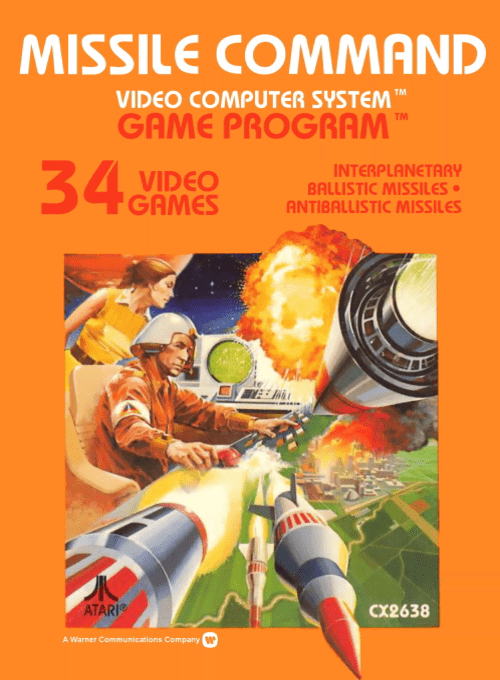 MISSILE COMMAND
VIDEO COMPUTER SYSTEM™
GAME PROGRAM™
34 VIDEO GAMES
INTERPLANETARY
BALLISTIC MISSILES •
ANTIBALLISTIC MISSILES
ATARI®
CX2638
A Warner Communications Company